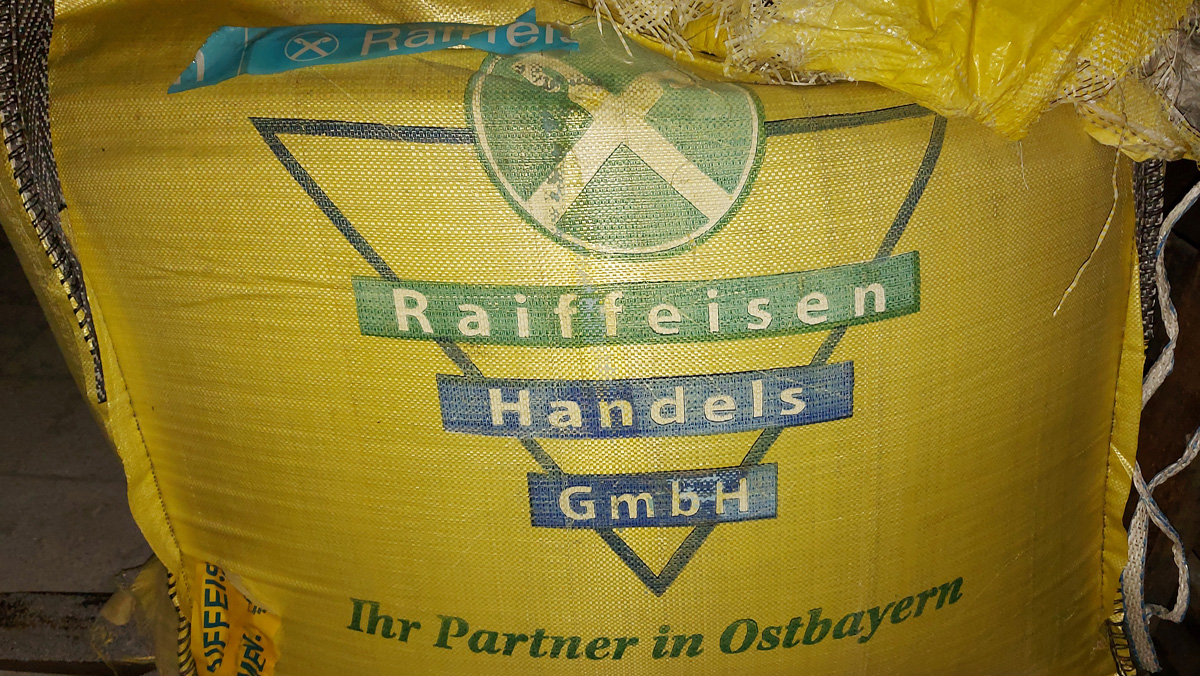 Raiffeisen
Handels
GmbH
Ihr Partner in Ostbayern